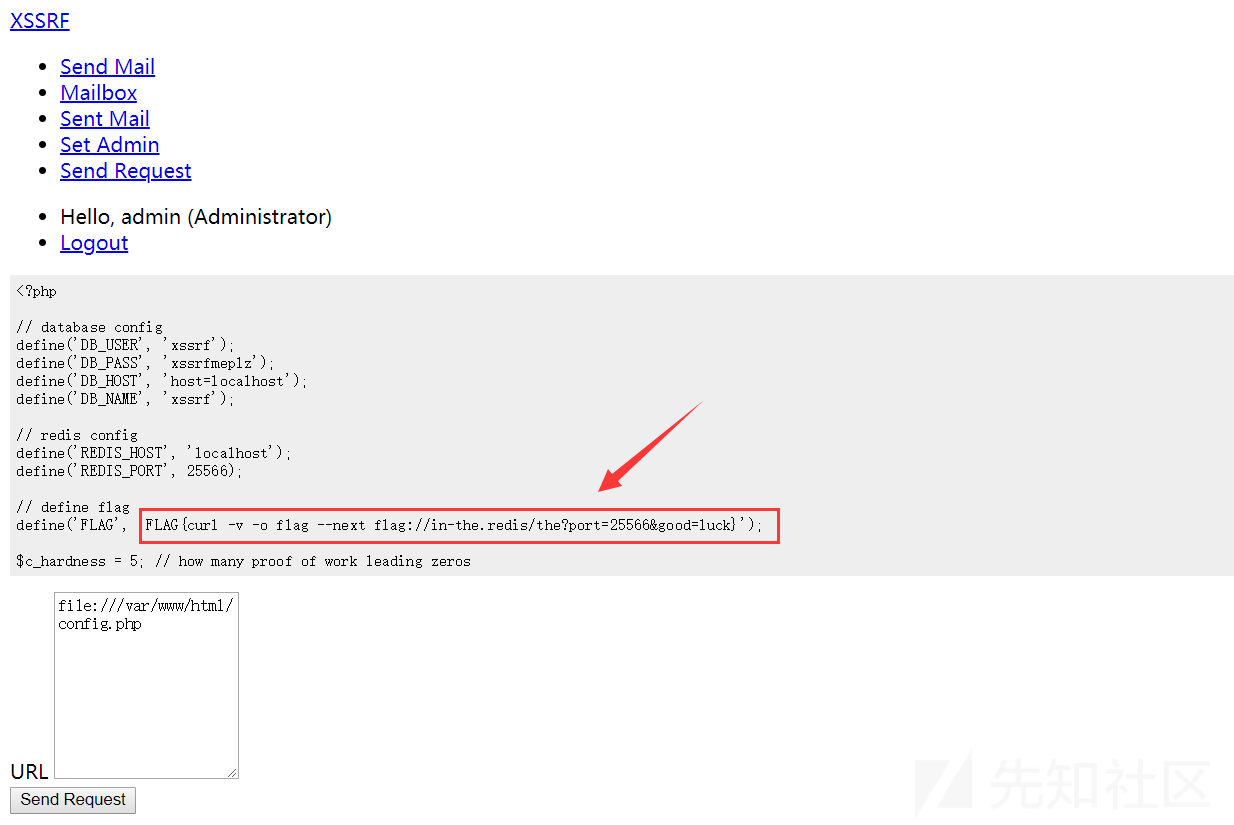 XSSRF
Send Mail
Mailbox
Sent Mail
Set Admin
Send Request
Hello, admin (Administrator)
Logout
<?php
// database config
define('DB_USER', 'xssrf');
define('DB_PASS', 'xssrfmeplz');
define('DB_HOST', 'host=localhost');
define('DB_NAME', 'xssrf');
// redis config
define('REDIS_HOST', 'localhost');
define('REDIS_PORT', 25566);
// define flag
define('FLAG', FLAG{curl -v -o flag --next flag://in-the.redis/the?port=25566&good=luck}');
$c_hardness = 5; // how many proof of work leading zeros
file:///var/www/html/
config.php
URL
Send Request
先知社区